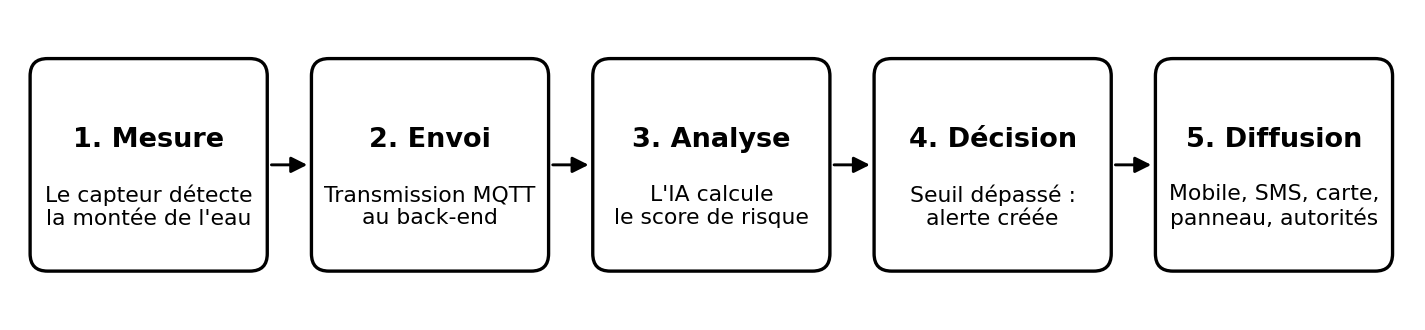 1. Mesure
Le capteur détecte
la montée de l'eau
2. Envoi
Transmission MQTT
au back-end
3. Analyse
L'IA calcule
le score de risque
4. Décision
Seuil dépassé :
alerte créée
5. Diffusion
Mobile, SMS, carte,
panneau, autorités